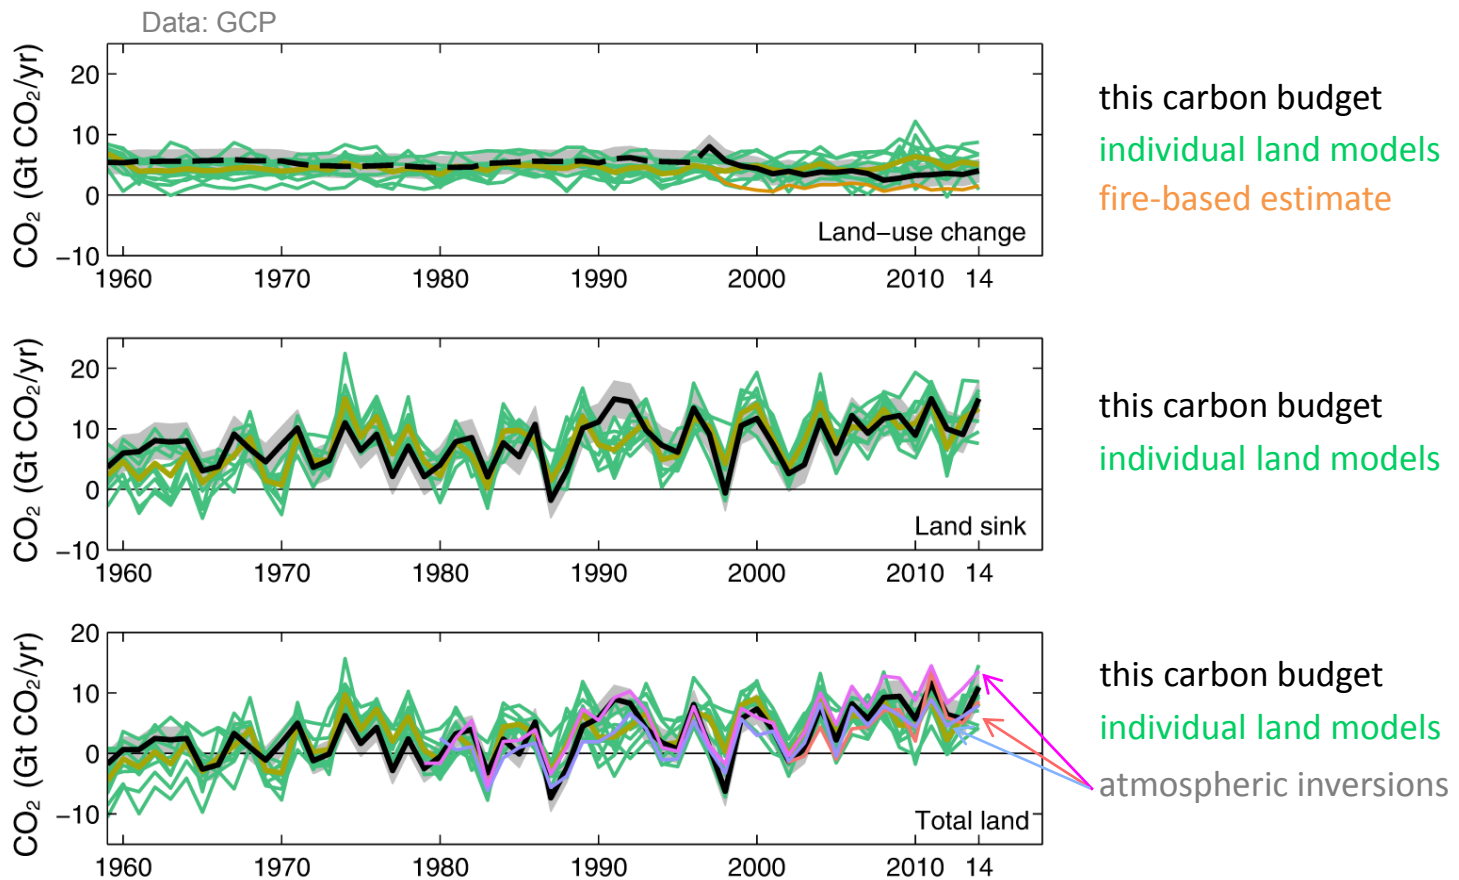 Data: GCP
CO₂ (Gt CO₂/yr)
20
10
0
−10
Land−use change
1960 1970 1980 1990 2000 2010 14
this carbon budget
individual land models
fire-based estimate
CO₂ (Gt CO₂/yr)
20
10
0
−10
Land sink
1960 1970 1980 1990 2000 2010 14
this carbon budget
individual land models
CO₂ (Gt CO₂/yr)
20
10
0
−10
Total land
1960 1970 1980 1990 2000 2010 14
this carbon budget
individual land models
atmospheric inversions